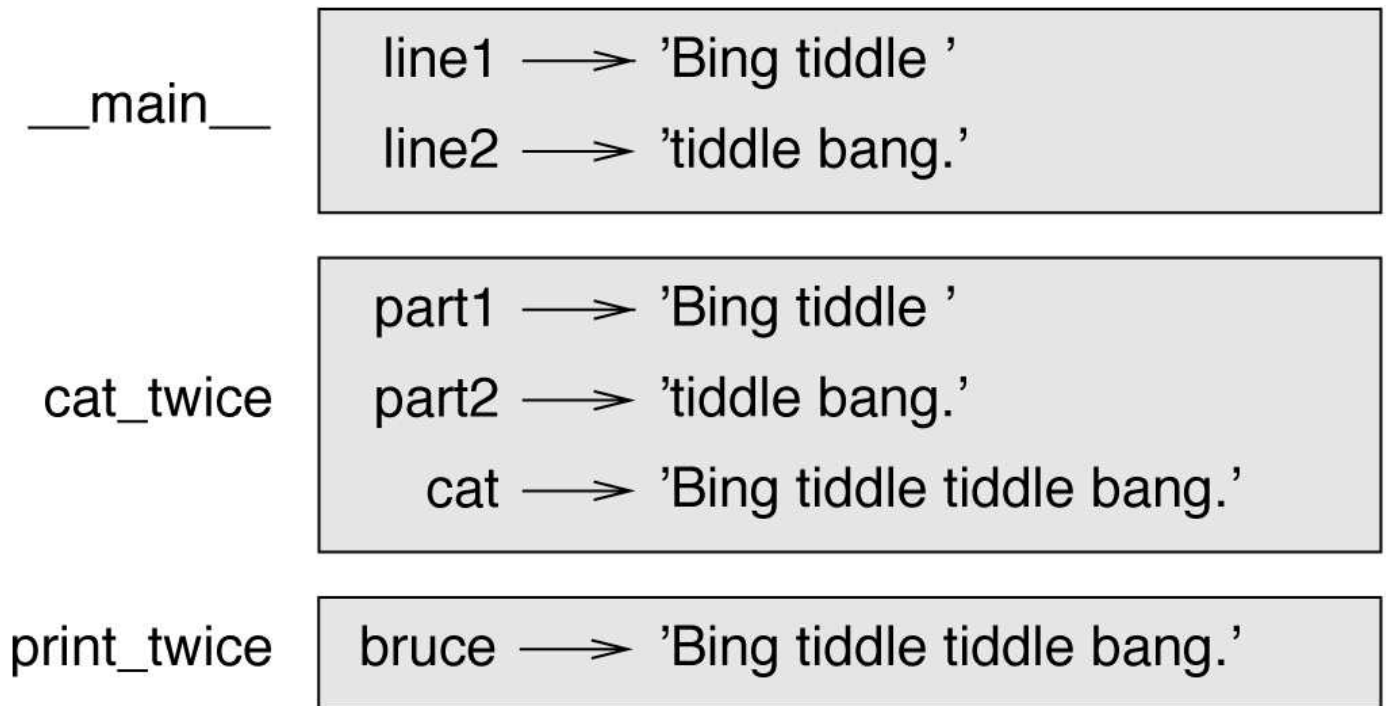 __main__
line1 ’Bing tiddle ’
line2 ’tiddle bang.’
cat_twice
part1 ’Bing tiddle ’
part2 ’tiddle bang.’
cat ’Bing tiddle tiddle bang.’
print_twice
bruce ’Bing tiddle tiddle bang.’